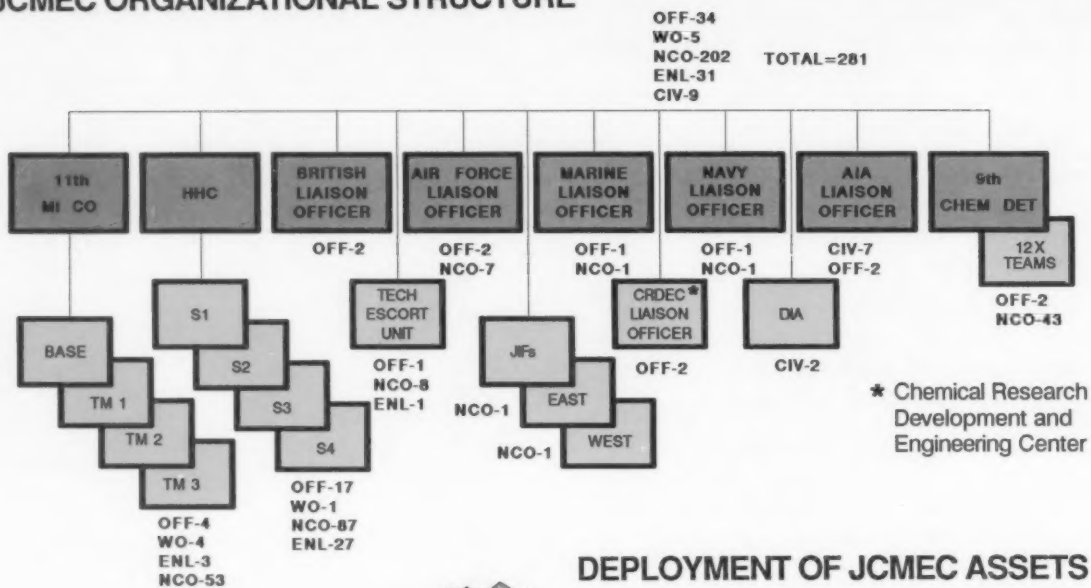 JCMEC ORGANIZATIONAL STRUCTURE
OFF-34
WO-5
NCO-202 TOTAL=281
ENL-31
CIV-9
11th
MI CO
HHC
BRITISH
LIAISON
OFFICER
AIR FORCE
LIAISON
OFFICER
MARINE
LIAISON
OFFICER
NAVY
LIAISON
OFFICER
AIA
LIAISON
OFFICER
9th
CHEM DET
12X
TEAMS
OFF-2
OFF-2
NCO-7
OFF-1
NCO-1
OFF-1
NCO-1
CIV-7
OFF-2
OFF-2
NCO-43
BASE
TM 1
TM 2
TM 3
OFF-4
WO-4
ENL-3
NCO-53
S1
S2
S3
S4
OFF-17
WO-1
NCO-87
ENL-27
TECH
ESCORT
UNIT
OFF-1
NCO-8
ENL-1
JIFs
EAST
WEST
NCO-1
NCO-1
CRDEC*
LIAISON
OFFICER
OFF-2
DIA
CIV-2
* Chemical Research
Development and
Engineering Center
DEPLOYMENT OF JCMEC ASSETS